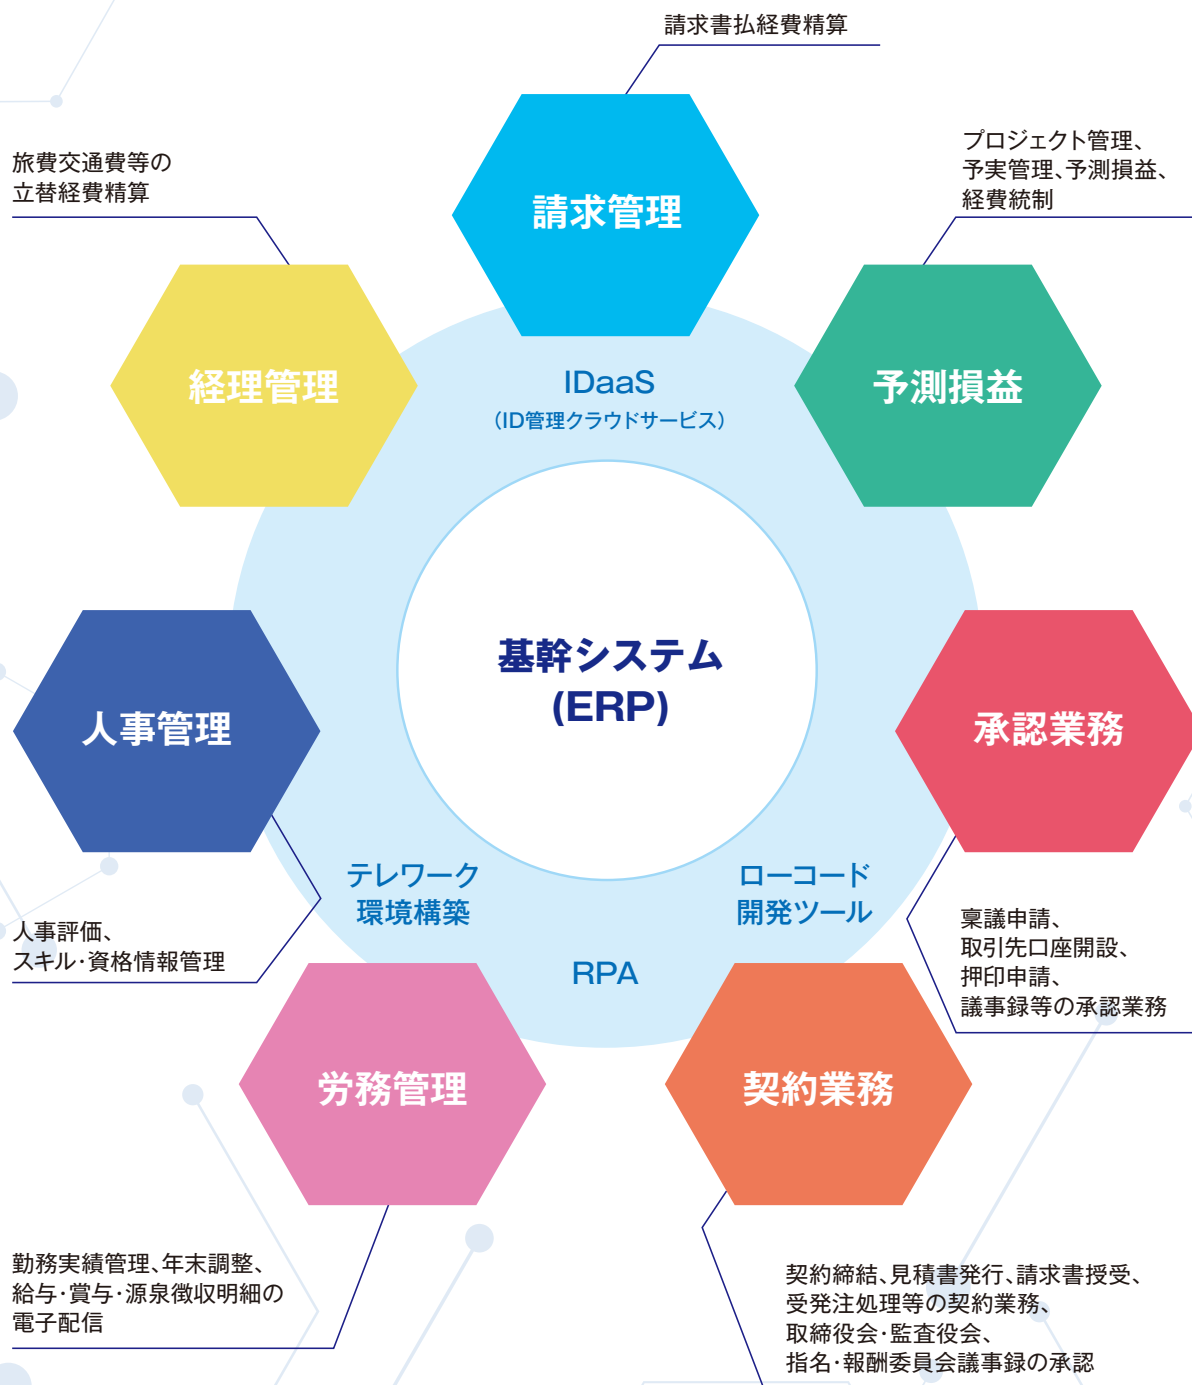 請求書払経費精算
請求管理
旅費交通費等の
立替経費精算
経理管理
プロジェクト管理、
予実管理、予測損益、
経費統制
予測損益
IDaaS
（ID管理クラウドサービス）
基幹システム
(ERP)
人事管理
人事評価、
スキル・資格情報管理
承認業務
稟議申請、
取引先口座開設、
押印申請、
議事録等の承認業務
テレワーク
環境構築
ローコード
開発ツール
RPA
労務管理
勤務実績管理、年末調整、
給与・賞与・源泉徴収明細の
電子配信
契約業務
契約締結、見積書発行、請求書授受、
受発注処理等の契約業務、
取締役会・監査役会、
指名・報酬委員会議事録の承認